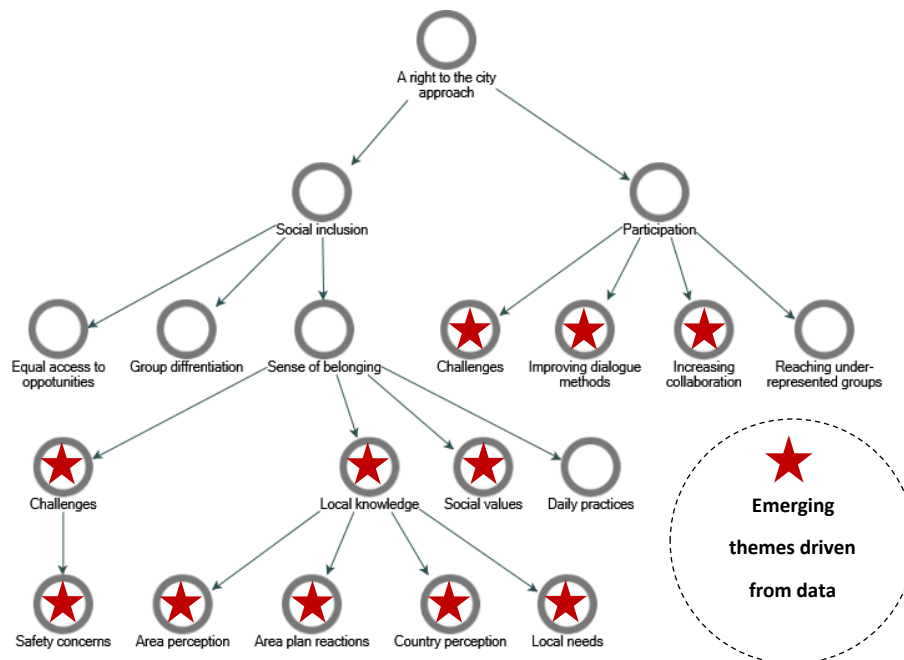 A right to the city
approach
Social inclusion
Participation
Equal access to
oppotunities
Group diffrentiation
Sense of belonging
Challenges
Improving dialogue
methods
Increasing
collaboration
Reaching under-
represented groups
Challenges
Local knowledge
Social values
Daily practices
Emerging
themes driven
from data
Safety concerns
Area perception
Area plan reactions
Country perception
Local needs